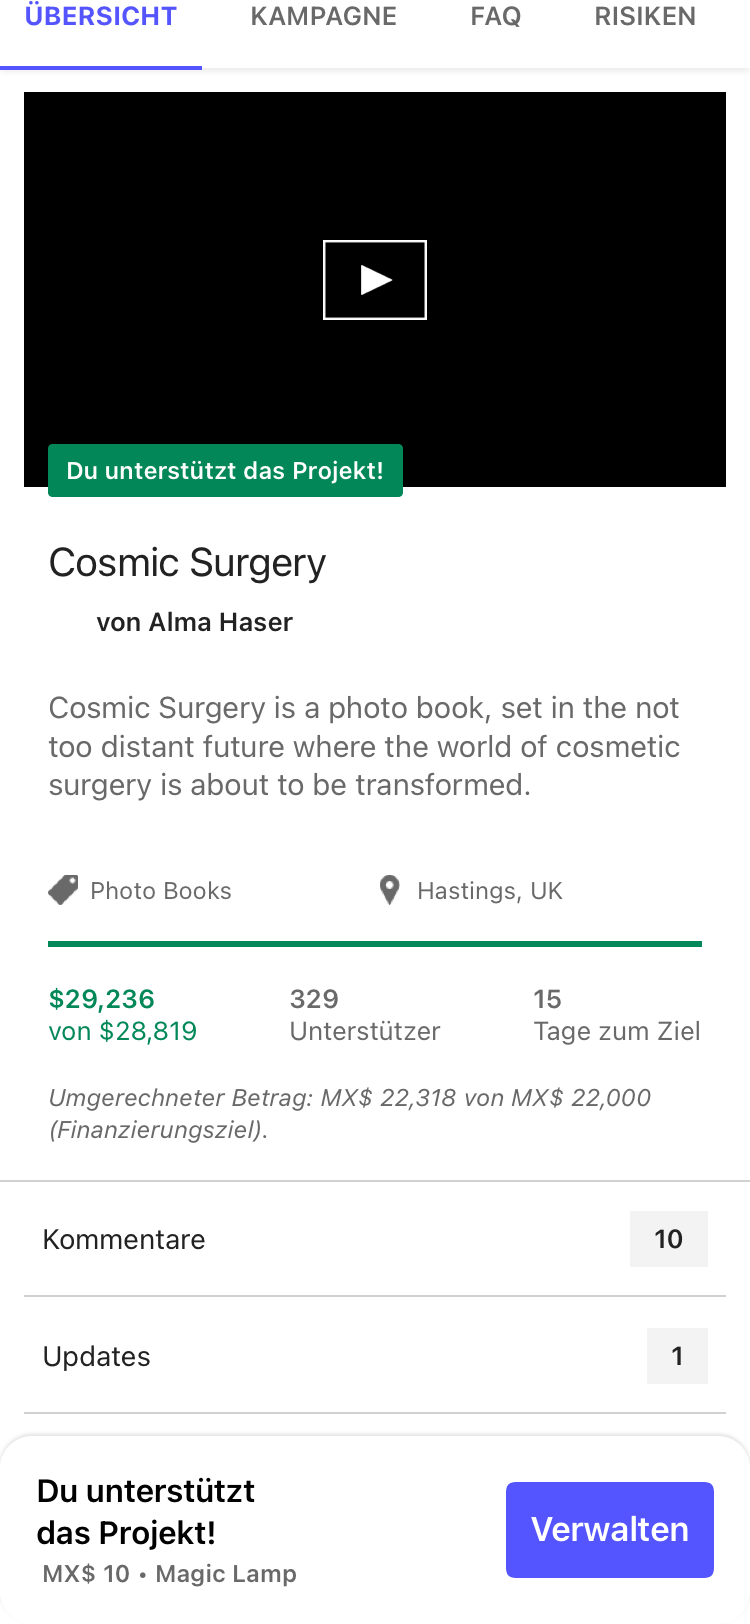 ÜBERSICHT KAMPAGNE FAQ RISIKEN
Du unterstützt das Projekt!
Cosmic Surgery
von Alma Haser
Cosmic Surgery is a photo book, set in the not
too distant future where the world of cosmetic
surgery is about to be transformed.
Photo Books Hastings, UK
$29,236 329 15
von $28,819 Unterstützer Tage zum Ziel
Umgerechneter Betrag: MX$ 22,318 von MX$ 22,000
(Finanzierungsziel).
Kommentare 10
Updates 1
Du unterstützt
das Projekt!
MX$ 10 • Magic Lamp
Verwalten